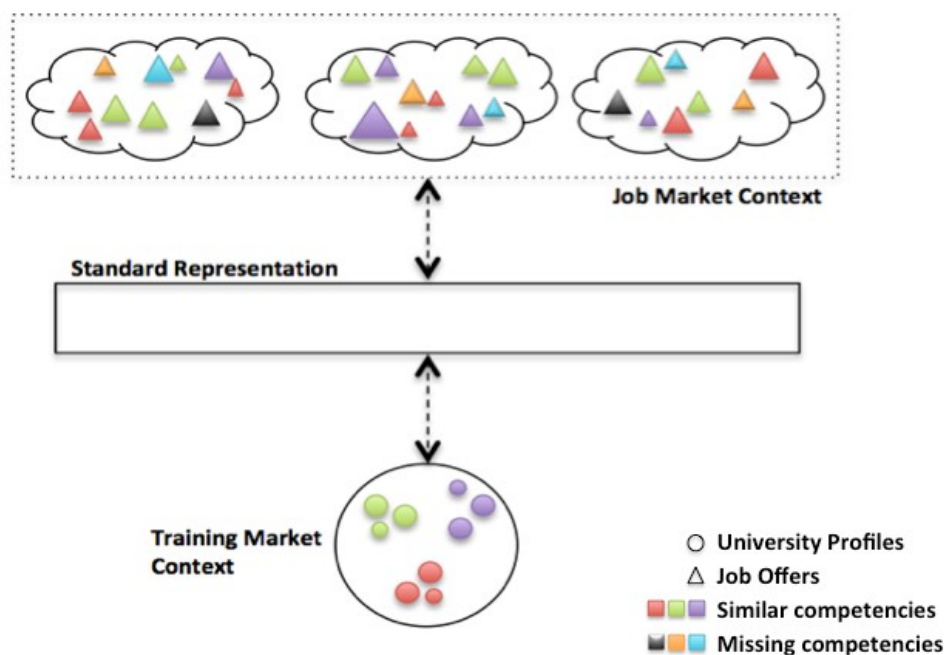 Job Market Context
Standard Representation
Training Market
Context
University Profiles
Job Offers
Similar competencies
Missing competencies